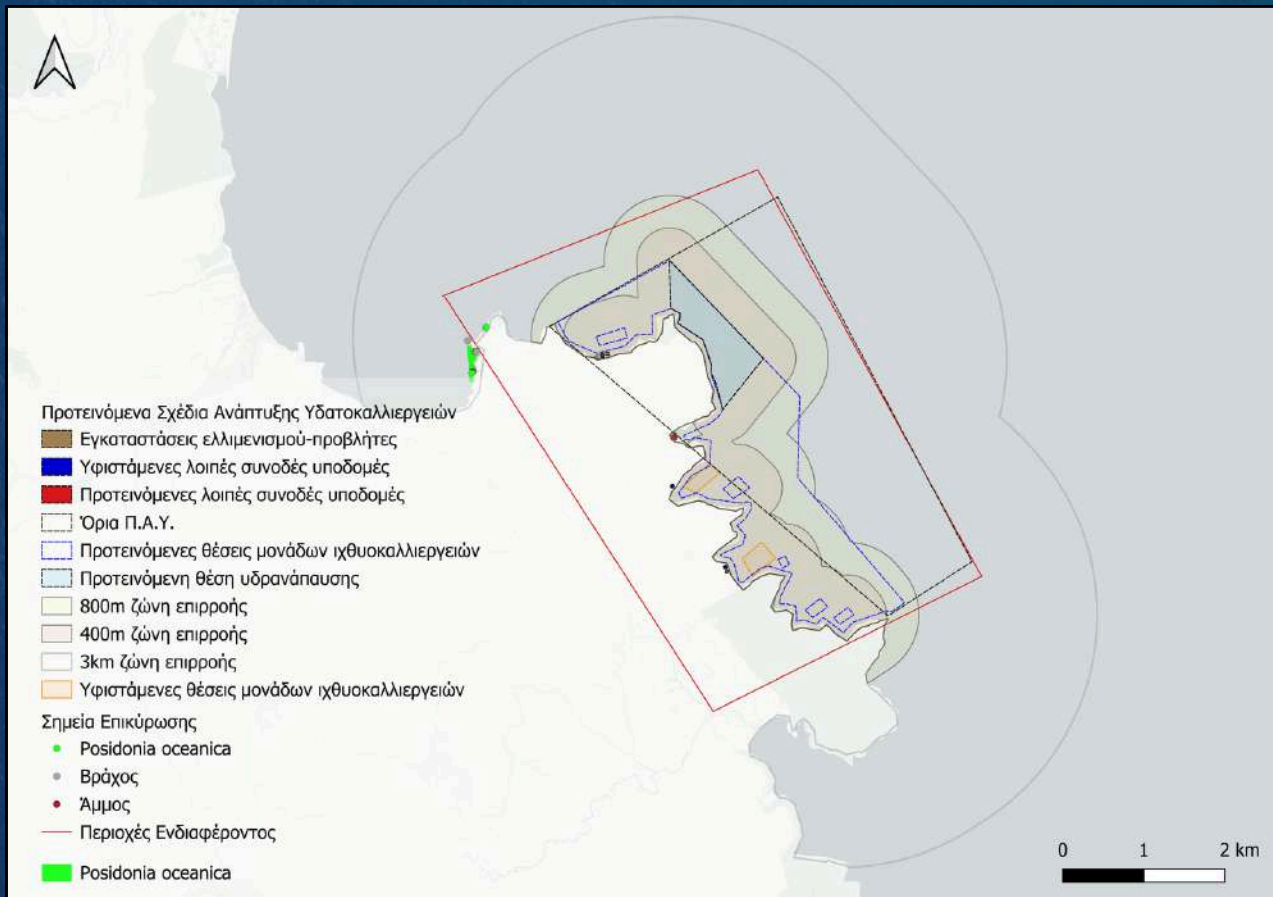 Προτεινόμενα Σχέδια Ανάπτυξης Υδατοκαλλιεργειών
Εγκαταστάσεις ελλιμενισμού-προβλήτες
Υφιστάμενες λοιπές συνοδές υποδομές
Προτεινόμενες λοιπές συνοδές υποδομές
Όρια Π.Α.Υ.
Προτεινόμενες θέσεις μονάδων ιχθυοκαλλιεργειών
Προτεινόμενη θέση υδρανάπαυσης
800m ζώνη επιρροής
400m ζώνη επιρροής
3km ζώνη επιρροής
Υφιστάμενες θέσεις μονάδων ιχθυοκαλλιεργειών
Σημεία Επικύρωσης
Posidonia oceanica
Βράχος
Άμμος
Περιοχές Ενδιαφέροντος
Posidonia oceanica
0 1 2 km